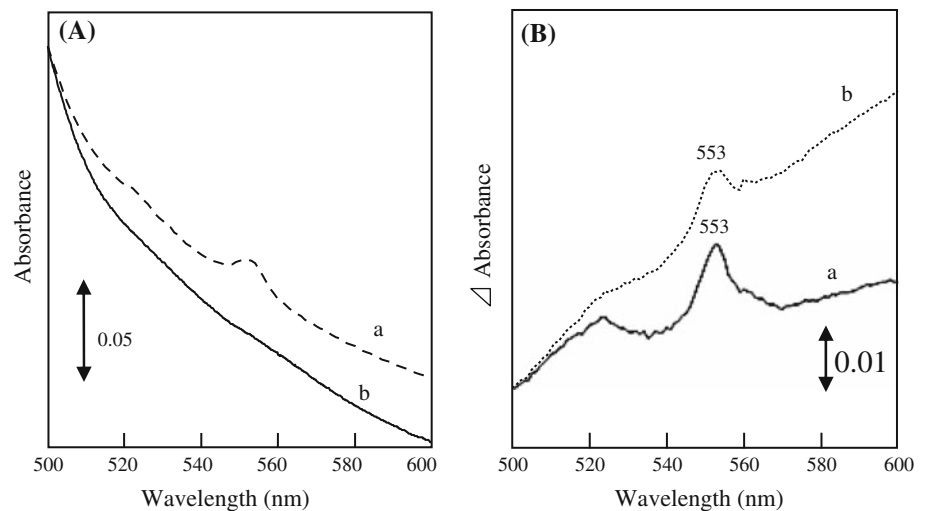 (A)
Absorbance
a
b
0.05
500 520 540 560 580 600
Wavelength (nm)
(B)
⊿ Absorbance
b
553
553
a
0.01
500 520 540 560 580 600
Wavelength (nm)